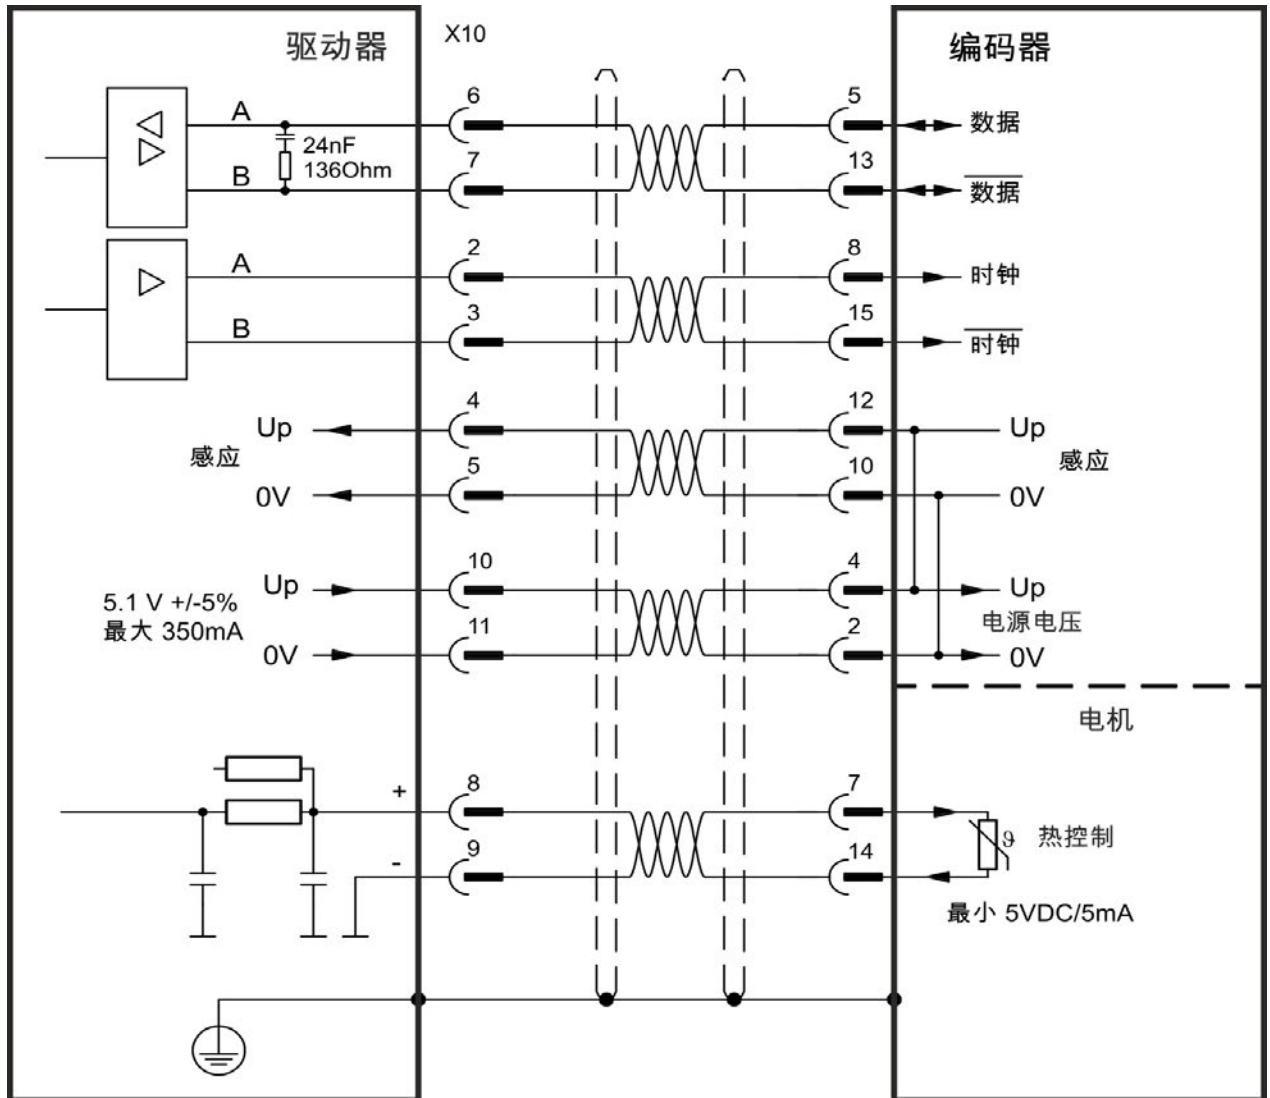 驱动器
X10
编码器
A
6
5
数据
24nF
136Ohm
B
7
13
数据
A
2
8
时钟
B
3
15
时钟
Up
4
12
Up
感应
感应
0V
5
10
0V
Up
10
4
Up
5.1 V +/-5%
最大 350mA
电源电压
0V
11
2
0V
电机
+
8
7
ϑ
热控制
-
9
14
最小 5VDC/5mA